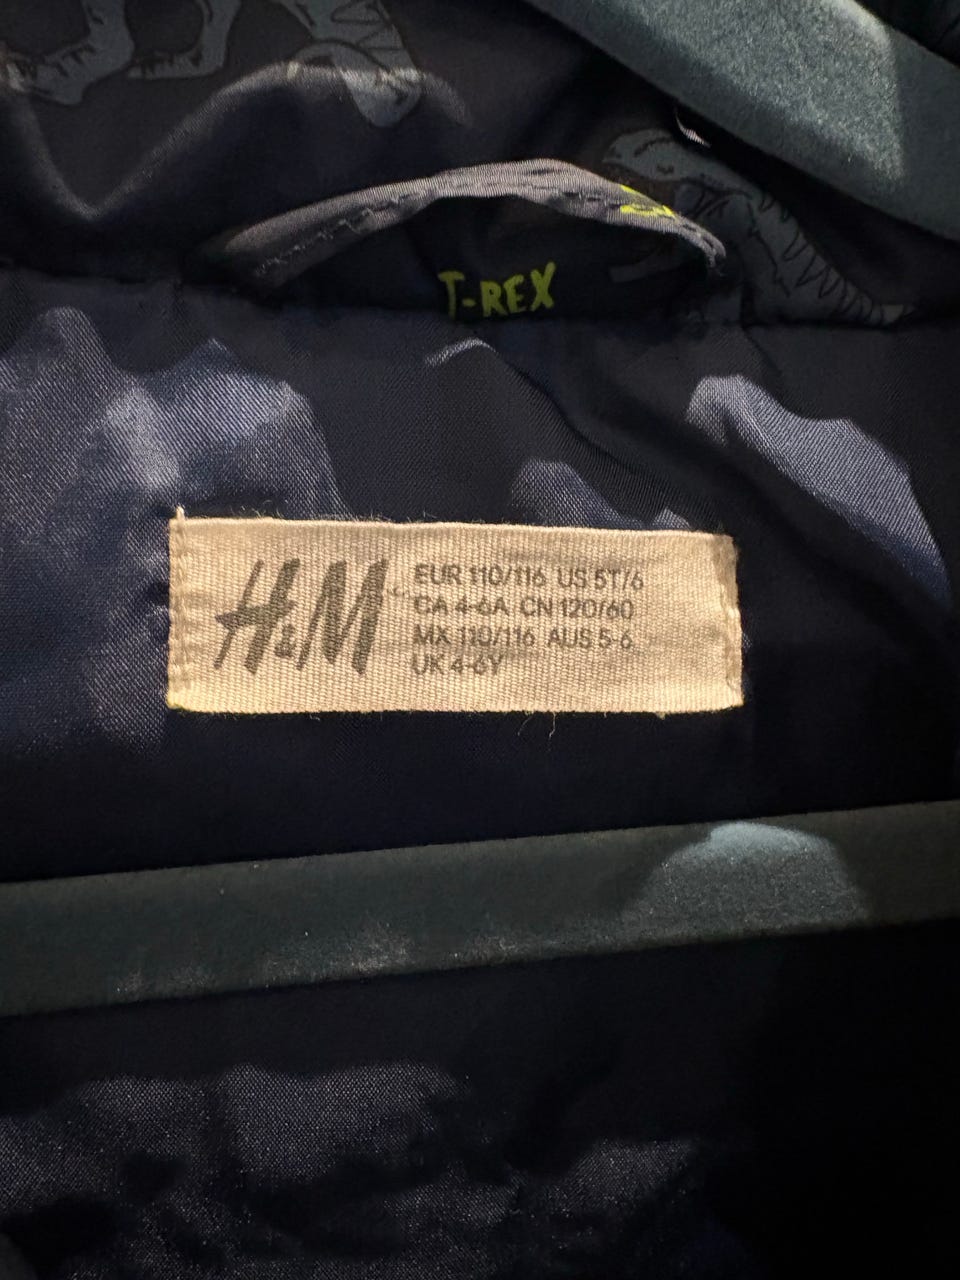 T-REX
H&M
EUR 110/116 US 5T/6
CA 4-6A CN 120/60
MX 110/116 AUS 5-6
UK 4-6Y